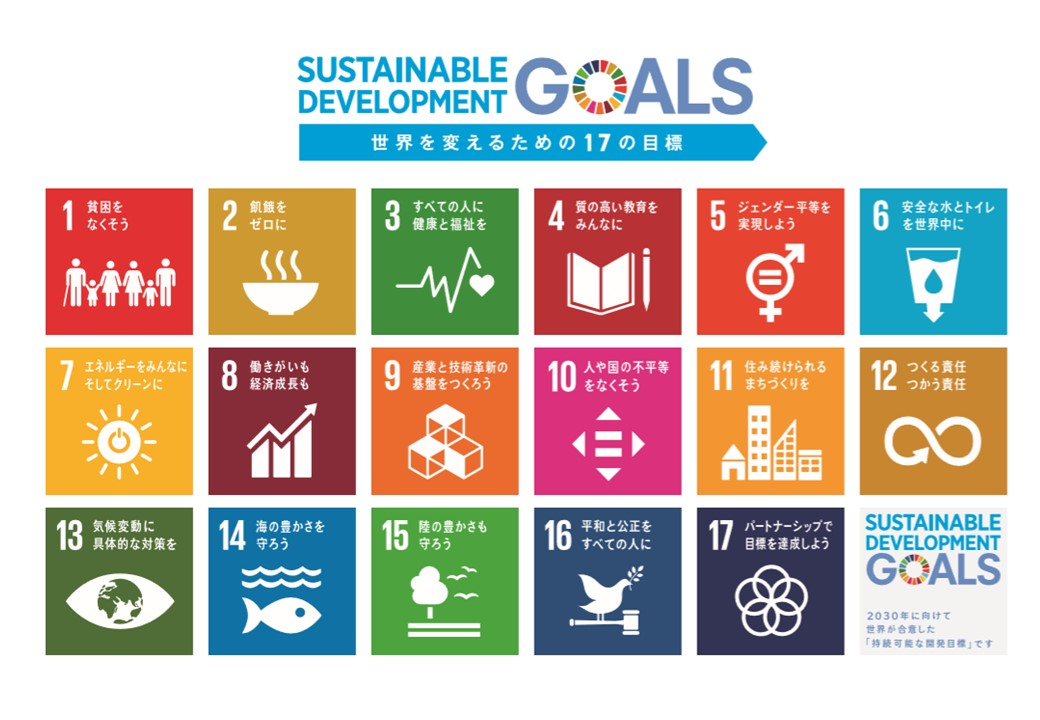 SUSTAINABLE
DEVELOPMENT
GOALS
世界を変えるための17の目標
1
貧困を
なくそう
2
飢餓を
ゼロに
3
すべての人に
健康と福祉を
4
質の高い教育を
みんなに
5
ジェンダー平等を
実現しよう
6
安全な水とトイレ
を世界中に
7
エネルギーをみんなに
そしてクリーンに
8
働きがいも
経済成長も
9
産業と技術革新の
基盤をつくろう
10
人や国の不平等
をなくそう
11
住み続けられる
まちづくりを
12
つくる責任
つかう責任
13
気候変動に
具体的な対策を
14
海の豊かさを
守ろう
15
陸の豊かさも
守ろう
16
平和と公正を
すべての人に
17
パートナーシップで
目標を達成しよう
SUSTAINABLE
DEVELOPMENT
GOALS
2030年に向けて
世界が合意した
「持続可能な開発目標」です